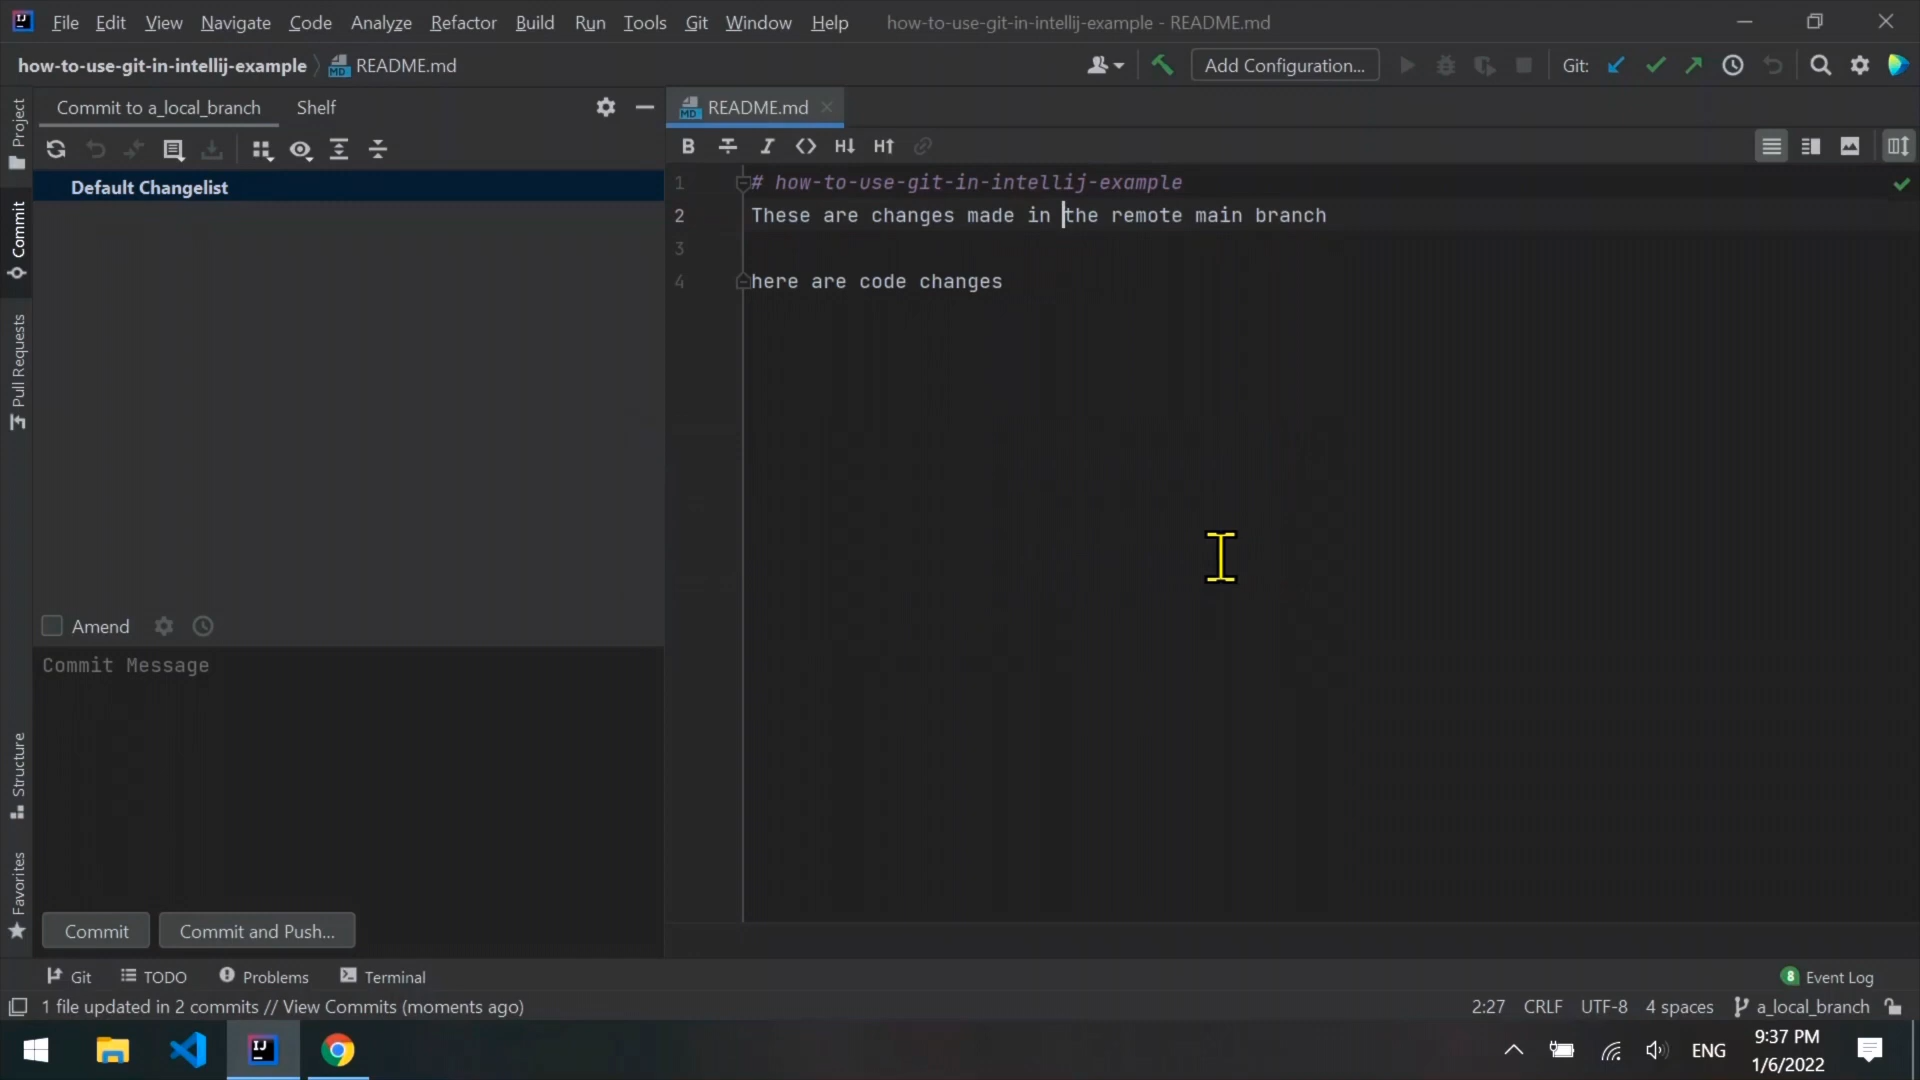 File Edit View Navigate Code Analyze Refactor Build Run Tools Git Window Help how-to-use-git-in-intellij-example - README.md
how-to-use-git-in-intellij-example README.md Add Configuration... Git:
Project
Commit
Pull Requests
Structure
Favorites
Commit to a_local_branch Shelf
Default Changelist
Amend
Commit Message
Commit Commit and Push...
README.md
B I H↓ H↑
1 # how-to-use-git-in-intellij-example
2 These are changes made in the remote main branch
3
4 here are code changes
Git TODO Problems Terminal 8 Event Log
1 file updated in 2 commits // View Commits (moments ago) 2:27 CRLF UTF-8 4 spaces a_local_branch
ENG
9:37 PM
1/6/2022